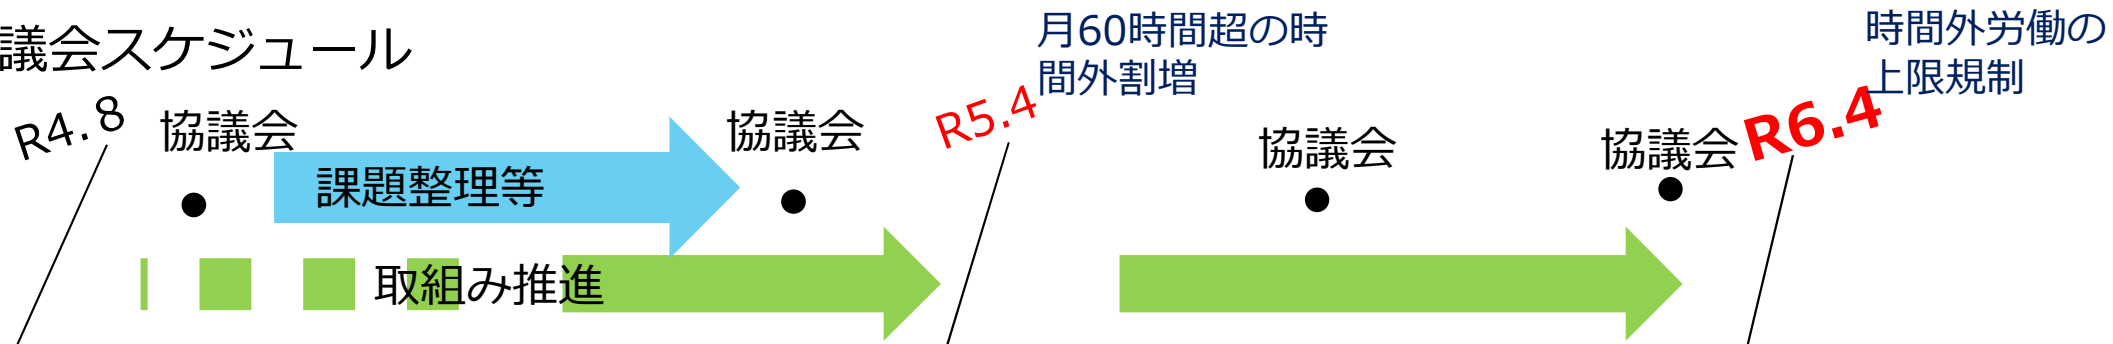 議会スケジュール
月60時間超の時
間外割増
時間外労働の
上限規制
R4.8
協議会
協議会
R5.4
協議会
協議会
R6.4
課題整理等
取組み推進